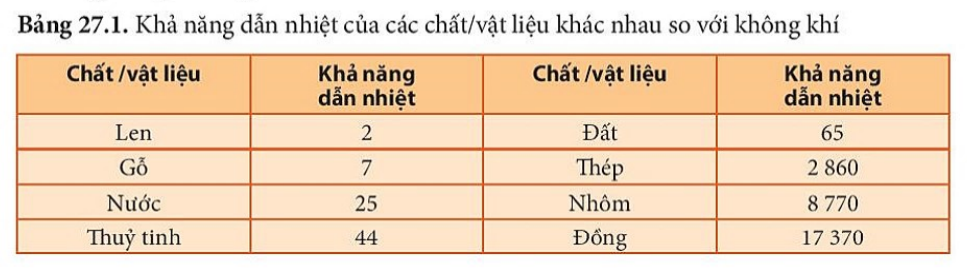 Bảng 27.1. Khả năng dẫn nhiệt của các chất/vật liệu khác nhau so với không khí
Chất /vật liệu Khả năng dẫn nhiệt Chất /vật liệu Khả năng dẫn nhiệt
Len 2 Đất 65
Gỗ 7 Thép 2 860
Nước 25 Nhôm 8 770
Thuỷ tinh 44 Đồng 17 370